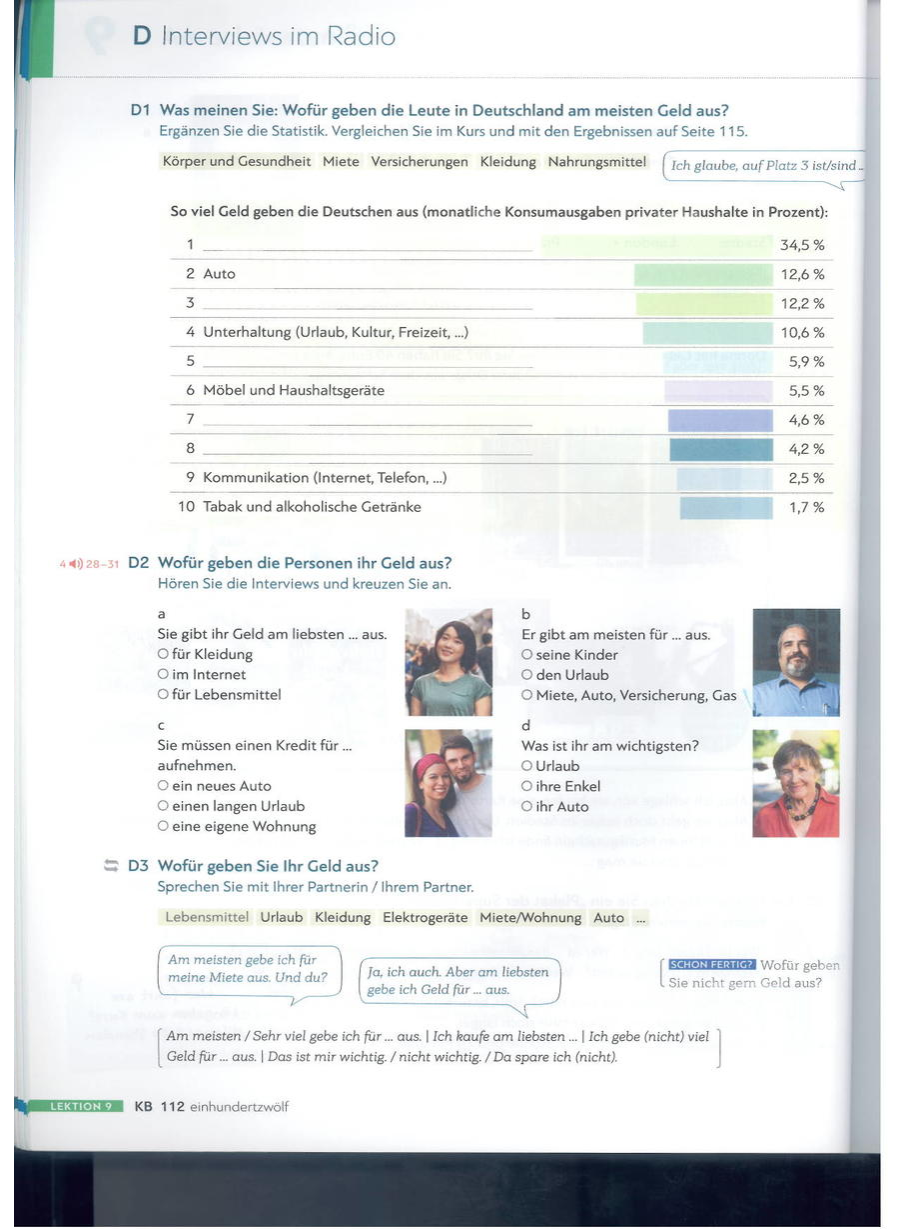 D Interviews im Radio
D1 Was meinen Sie: Wofür geben die Leute in Deutschland am meisten Geld aus?
Ergänzen Sie die Statistik. Vergleichen Sie im Kurs und mit den Ergebnissen auf Seite 115.
Körper und Gesundheit Miete Versicherungen Kleidung Nahrungsmittel
Ich glaube, auf Platz 3 ist/sind ..
So viel Geld geben die Deutschen aus (monatliche Konsumausgaben privater Haushalte in Prozent):
1 34,5 %
2 Auto 12,6 %
3 12,2 %
4 Unterhaltung (Urlaub, Kultur, Freizeit, ...) 10,6 %
5 5,9 %
6 Möbel und Haushaltsgeräte 5,5 %
7 4,6 %
8 4,2 %
9 Kommunikation (Internet, Telefon, ...) 2,5 %
10 Tabak und alkoholische Getränke 1,7 %
4 28–31 D2 Wofür geben die Personen ihr Geld aus?
Hören Sie die Interviews und kreuzen Sie an.
a
Sie gibt ihr Geld am liebsten ... aus.
für Kleidung
im Internet
für Lebensmittel
b
Er gibt am meisten für ... aus.
seine Kinder
den Urlaub
Miete, Auto, Versicherung, Gas
c
Sie müssen einen Kredit für ...
aufnehmen.
ein neues Auto
einen langen Urlaub
eine eigene Wohnung
d
Was ist ihr am wichtigsten?
Urlaub
ihre Enkel
ihr Auto
D3 Wofür geben Sie Ihr Geld aus?
Sprechen Sie mit Ihrer Partnerin / Ihrem Partner.
Lebensmittel Urlaub Kleidung Elektrogeräte Miete/Wohnung Auto ...
Am meisten gebe ich für
meine Miete aus. Und du?
Ja, ich auch. Aber am liebsten
gebe ich Geld für ... aus.
SCHON FERTIG? Wofür geben
Sie nicht gern Geld aus?
Am meisten / Sehr viel gebe ich für ... aus. | Ich kaufe am liebsten ... | Ich gebe (nicht) viel
Geld für ... aus. | Das ist mir wichtig. / nicht wichtig. / Da spare ich (nicht).
LEKTION 9 KB 112 einhundertzwölf